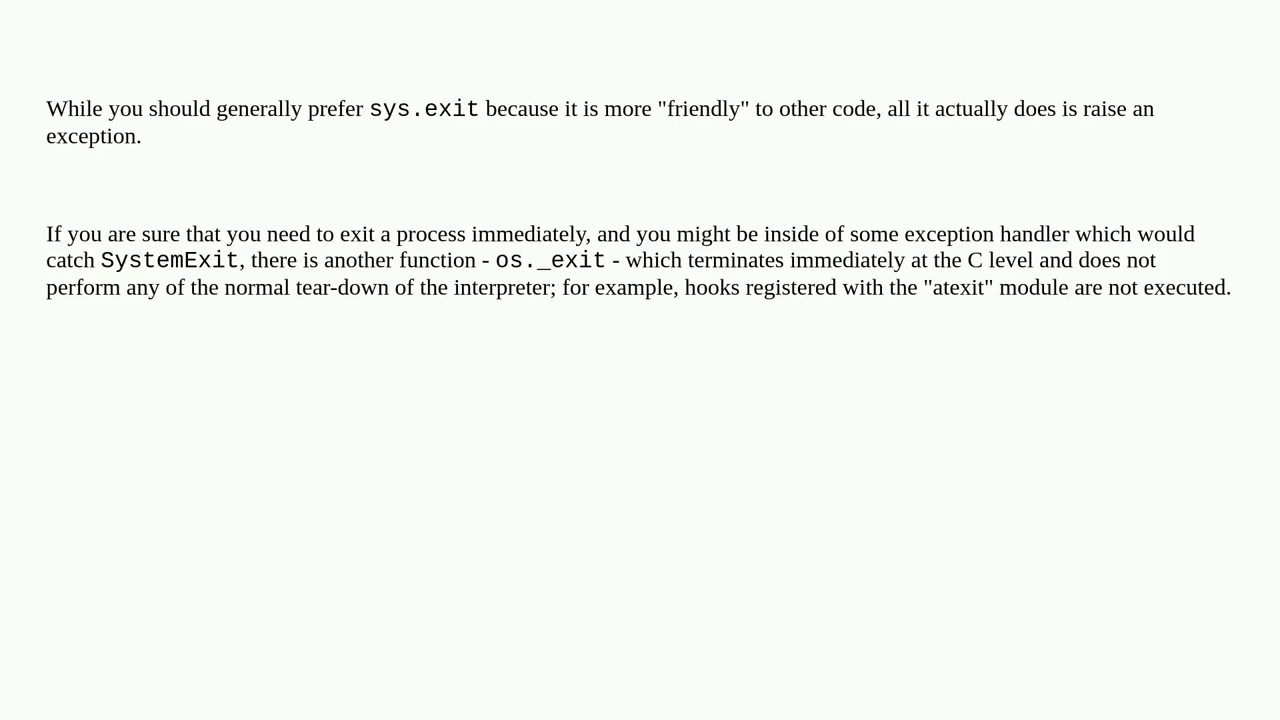 While you should generally prefer sys.exit because it is more "friendly" to other code, all it actually does is raise an
exception.
If you are sure that you need to exit a process immediately, and you might be inside of some exception handler which would
catch SystemExit, there is another function - os._exit - which terminates immediately at the C level and does not
perform any of the normal tear-down of the interpreter; for example, hooks registered with the "atexit" module are not executed.